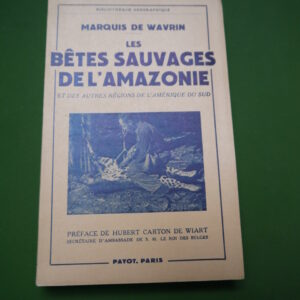 BIBLIOTHÈQUE GÉOGRAPHIQUE
MARQUIS DE WAVRIN
LES
BÊTES SAUVAGES
DE L'AMAZONIE
ET DES AUTRES RÉGIONS DE L'AMÉRIQUE DU SUD
PRÉFACE DE HUBERT CARTON DE WIART
SECRÉTAIRE D'AMBASSADE DE S. M. LE ROI DES BELGES
PAYOT, PARIS